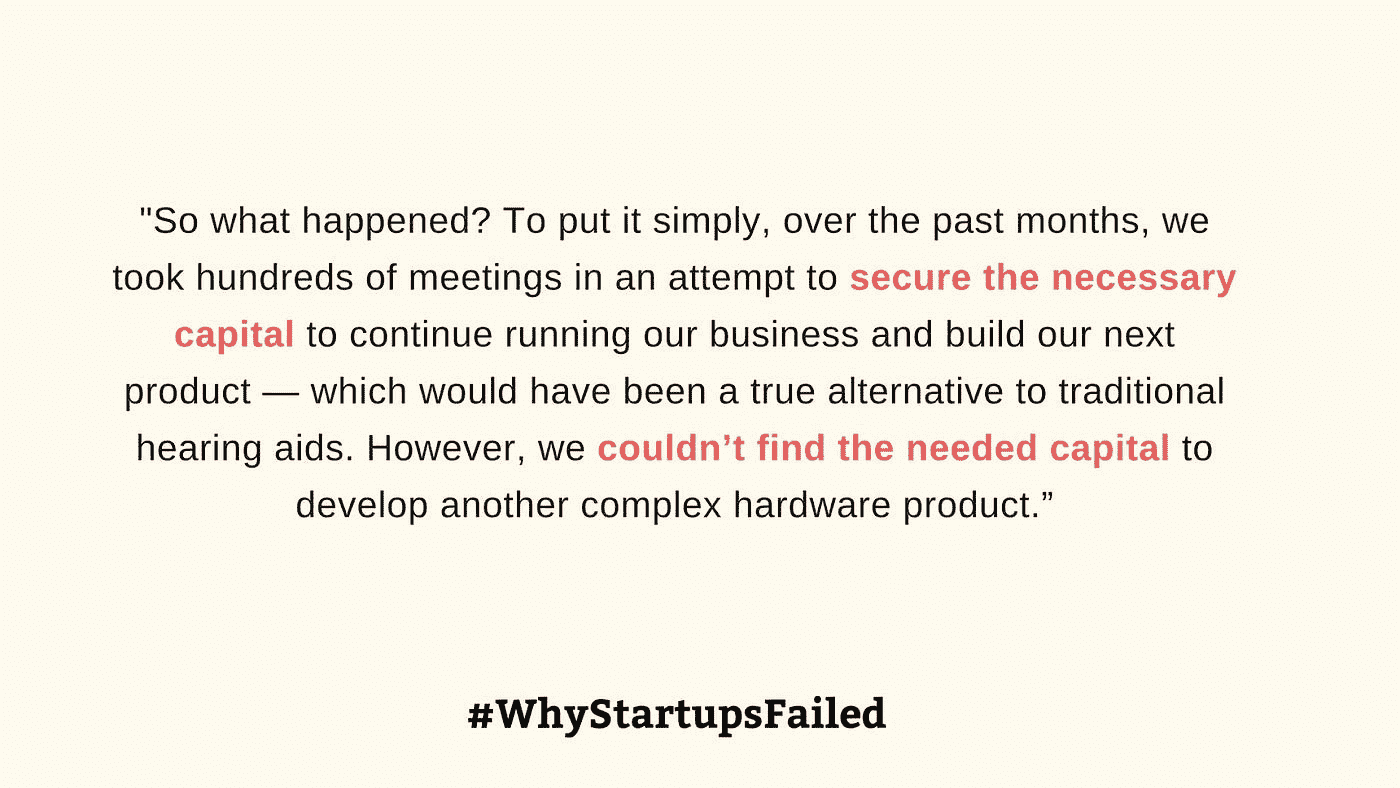 "So what happened? To put it simply, over the past months, we
took hundreds of meetings in an attempt to secure the necessary
capital to continue running our business and build our next
product — which would have been a true alternative to traditional
hearing aids. However, we couldn’t find the needed capital to
develop another complex hardware product.”
#WhyStartupsFailed